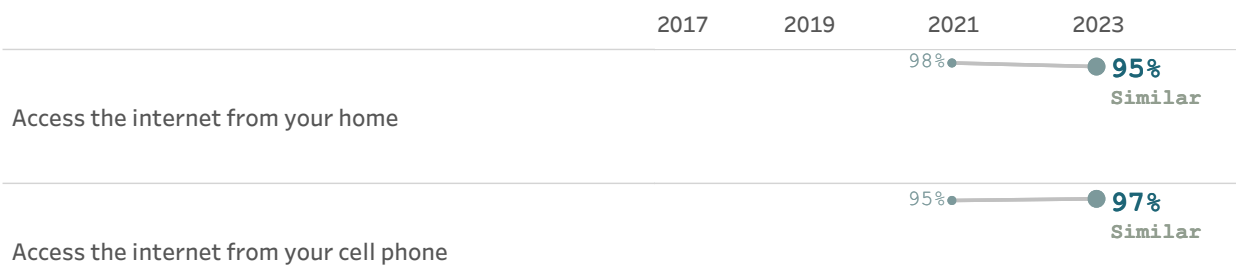 2017 2019 2021 2023
98% 95%
Similar
Access the internet from your home
95% 97%
Similar
Access the internet from your cell phone